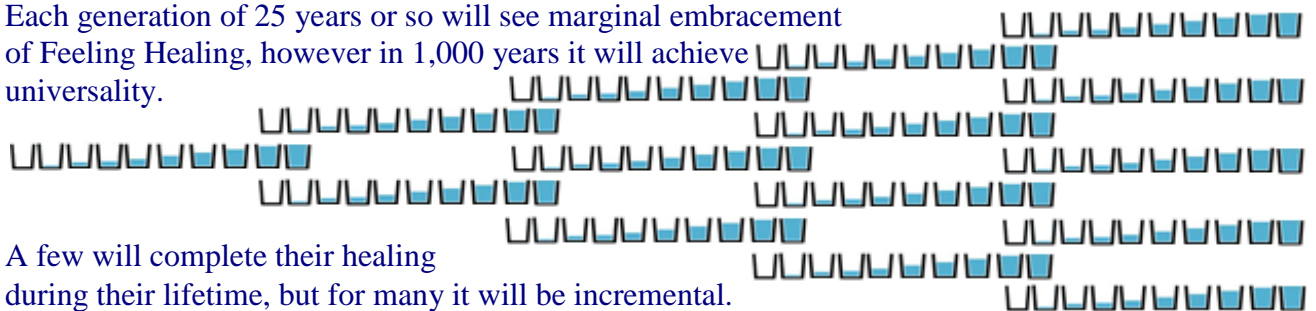 Each generation of 25 years or so will see marginal embracement
of Feeling Healing, however in 1,000 years it will achieve
universality.
A few will complete their healing
during their lifetime, but for many it will be incremental.